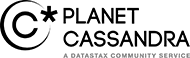 C*
PLANET
CASSANDRA
A DATASTAX COMMUNITY SERVICE